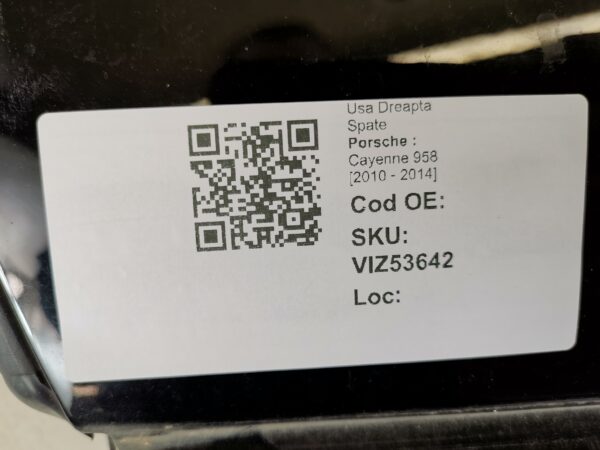 Usa Dreapta
Spate
Porsche :
Cayenne 958
[2010 - 2014]
Cod OE:
SKU:
VIZ53642
Loc: